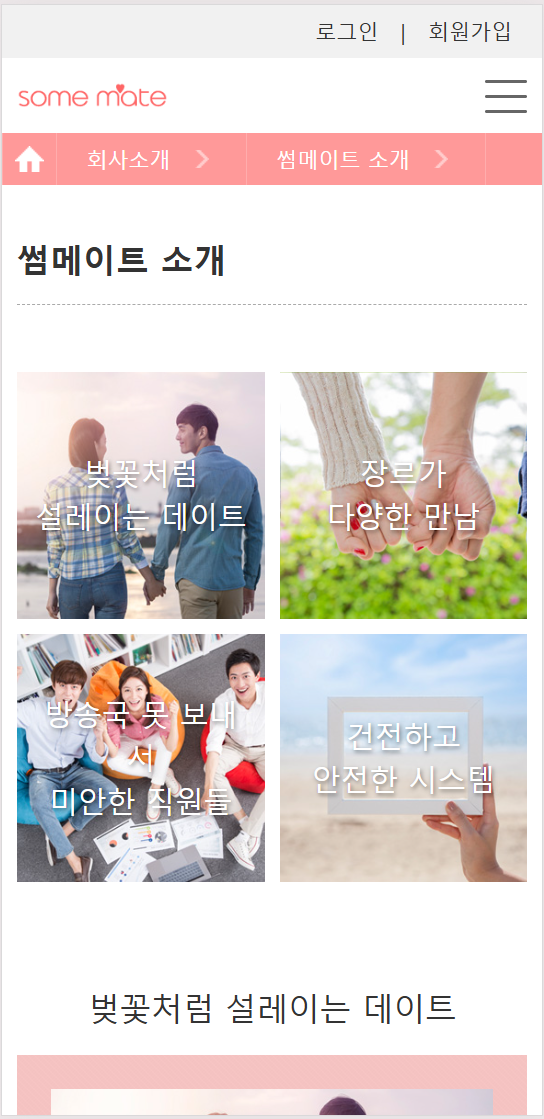 로그인 | 회원가입
some mate
회사소개
썸메이트 소개
썸메이트 소개
벚꽃처럼
설레이는 데이트
장르가
다양한 만남
방송국 못 보내
서
미안한 직원들
건전하고
안전한 시스템
벚꽃처럼 설레이는 데이트